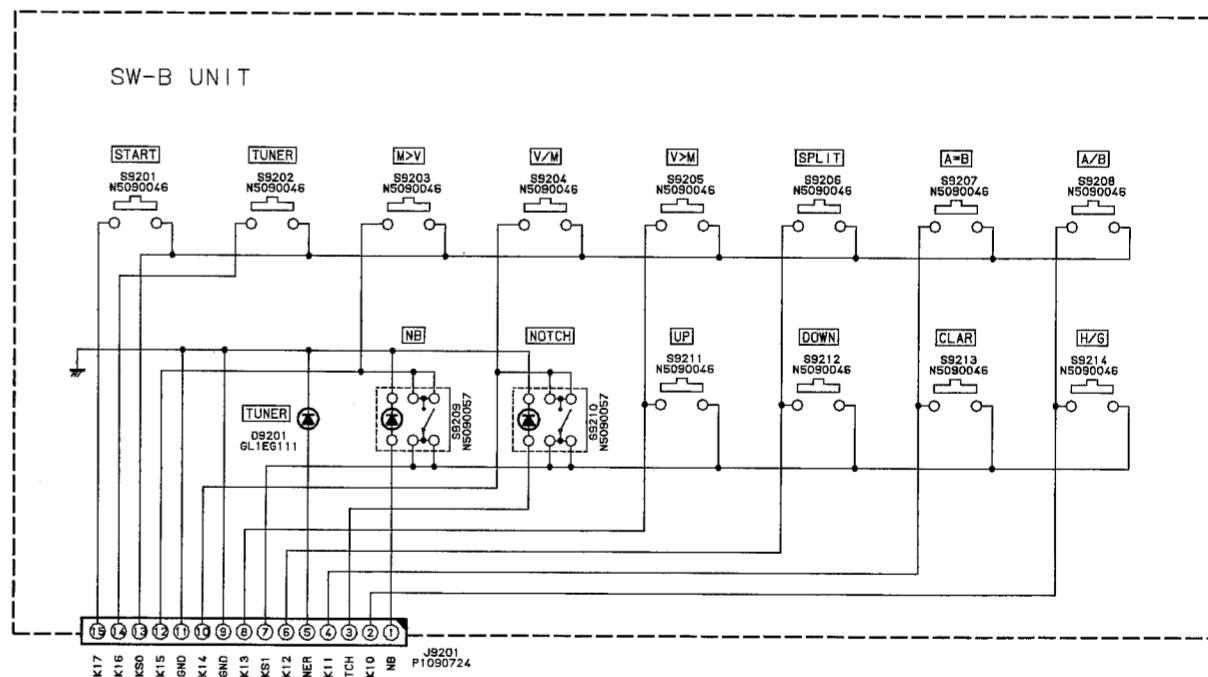 SW-B UNIT
START
S9201
N5090046
TUNER
S9202
N5090046
M>V
S9203
N5090046
V/M
S9204
N5090046
V>M
S9205
N5090046
SPLIT
S9206
N5090046
A=B
S9207
N5090046
A/B
S9208
N5090046
NB
S9209
N5090057
NOTCH
S9210
N5090057
UP
S9211
N5090046
DOWN
S9212
N5090046
CLAR
S9213
N5090046
H/G
S9214
N5090046
TUNER
D9201
GL1EG111
15 14 13 12 11 10 9 8 7 6 5 4 3 2 1
J9201
P1090724
K17
K16
KS0
K15
GND
K14
GND
K13
KS1
K12
NER
K11
TCH
K10
NB